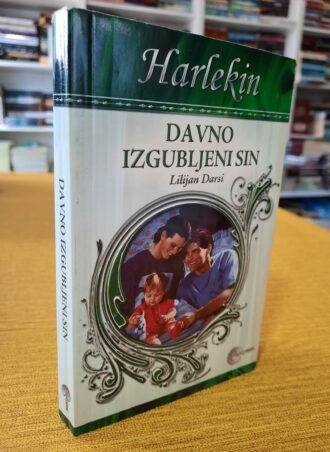 Harlekin
DAVNO
IZGUBLJENI SIN
Lilijan Darsi
DAVNO IZGUBLJENI SIN